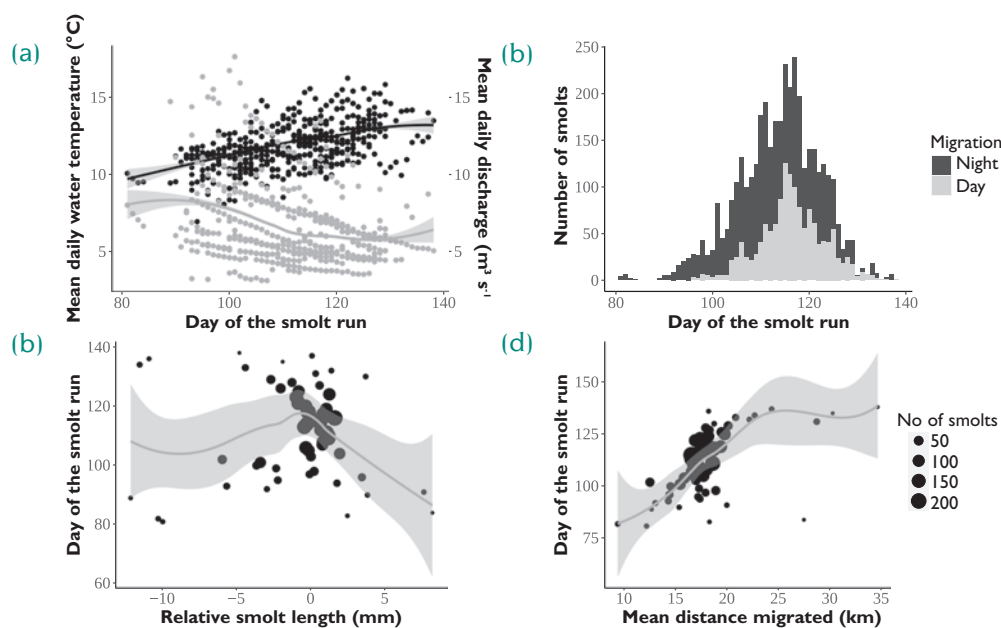 (a)
Mean daily water temperature (°C)
15
10
5
80
100
120
140
Day of the smolt run
15
10
5
Mean daily discharge (m³ s⁻¹)
(b)
Number of smolts
250
200
150
100
50
0
80
100
120
140
Day of the smolt run
Migration
Night
Day
(b)
Day of the smolt run
140
120
100
80
60
−10
−5
0
5
Relative smolt length (mm)
(d)
Day of the smolt run
150
125
100
75
10
15
20
25
30
35
Mean distance migrated (km)
No of smolts
50
100
150
200